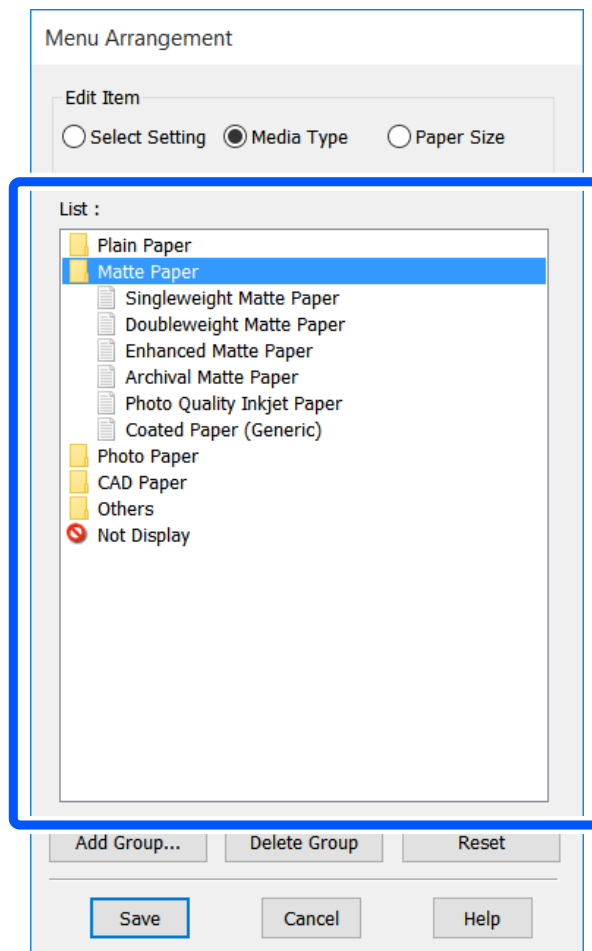 Menu Arrangement
Edit Item
Select Setting Media Type Paper Size
List :
Plain Paper
Matte Paper
Singleweight Matte Paper
Doubleweight Matte Paper
Enhanced Matte Paper
Archival Matte Paper
Photo Quality Inkjet Paper
Coated Paper (Generic)
Photo Paper
CAD Paper
Others
Not Display
Add Group... Delete Group Reset
Save Cancel Help